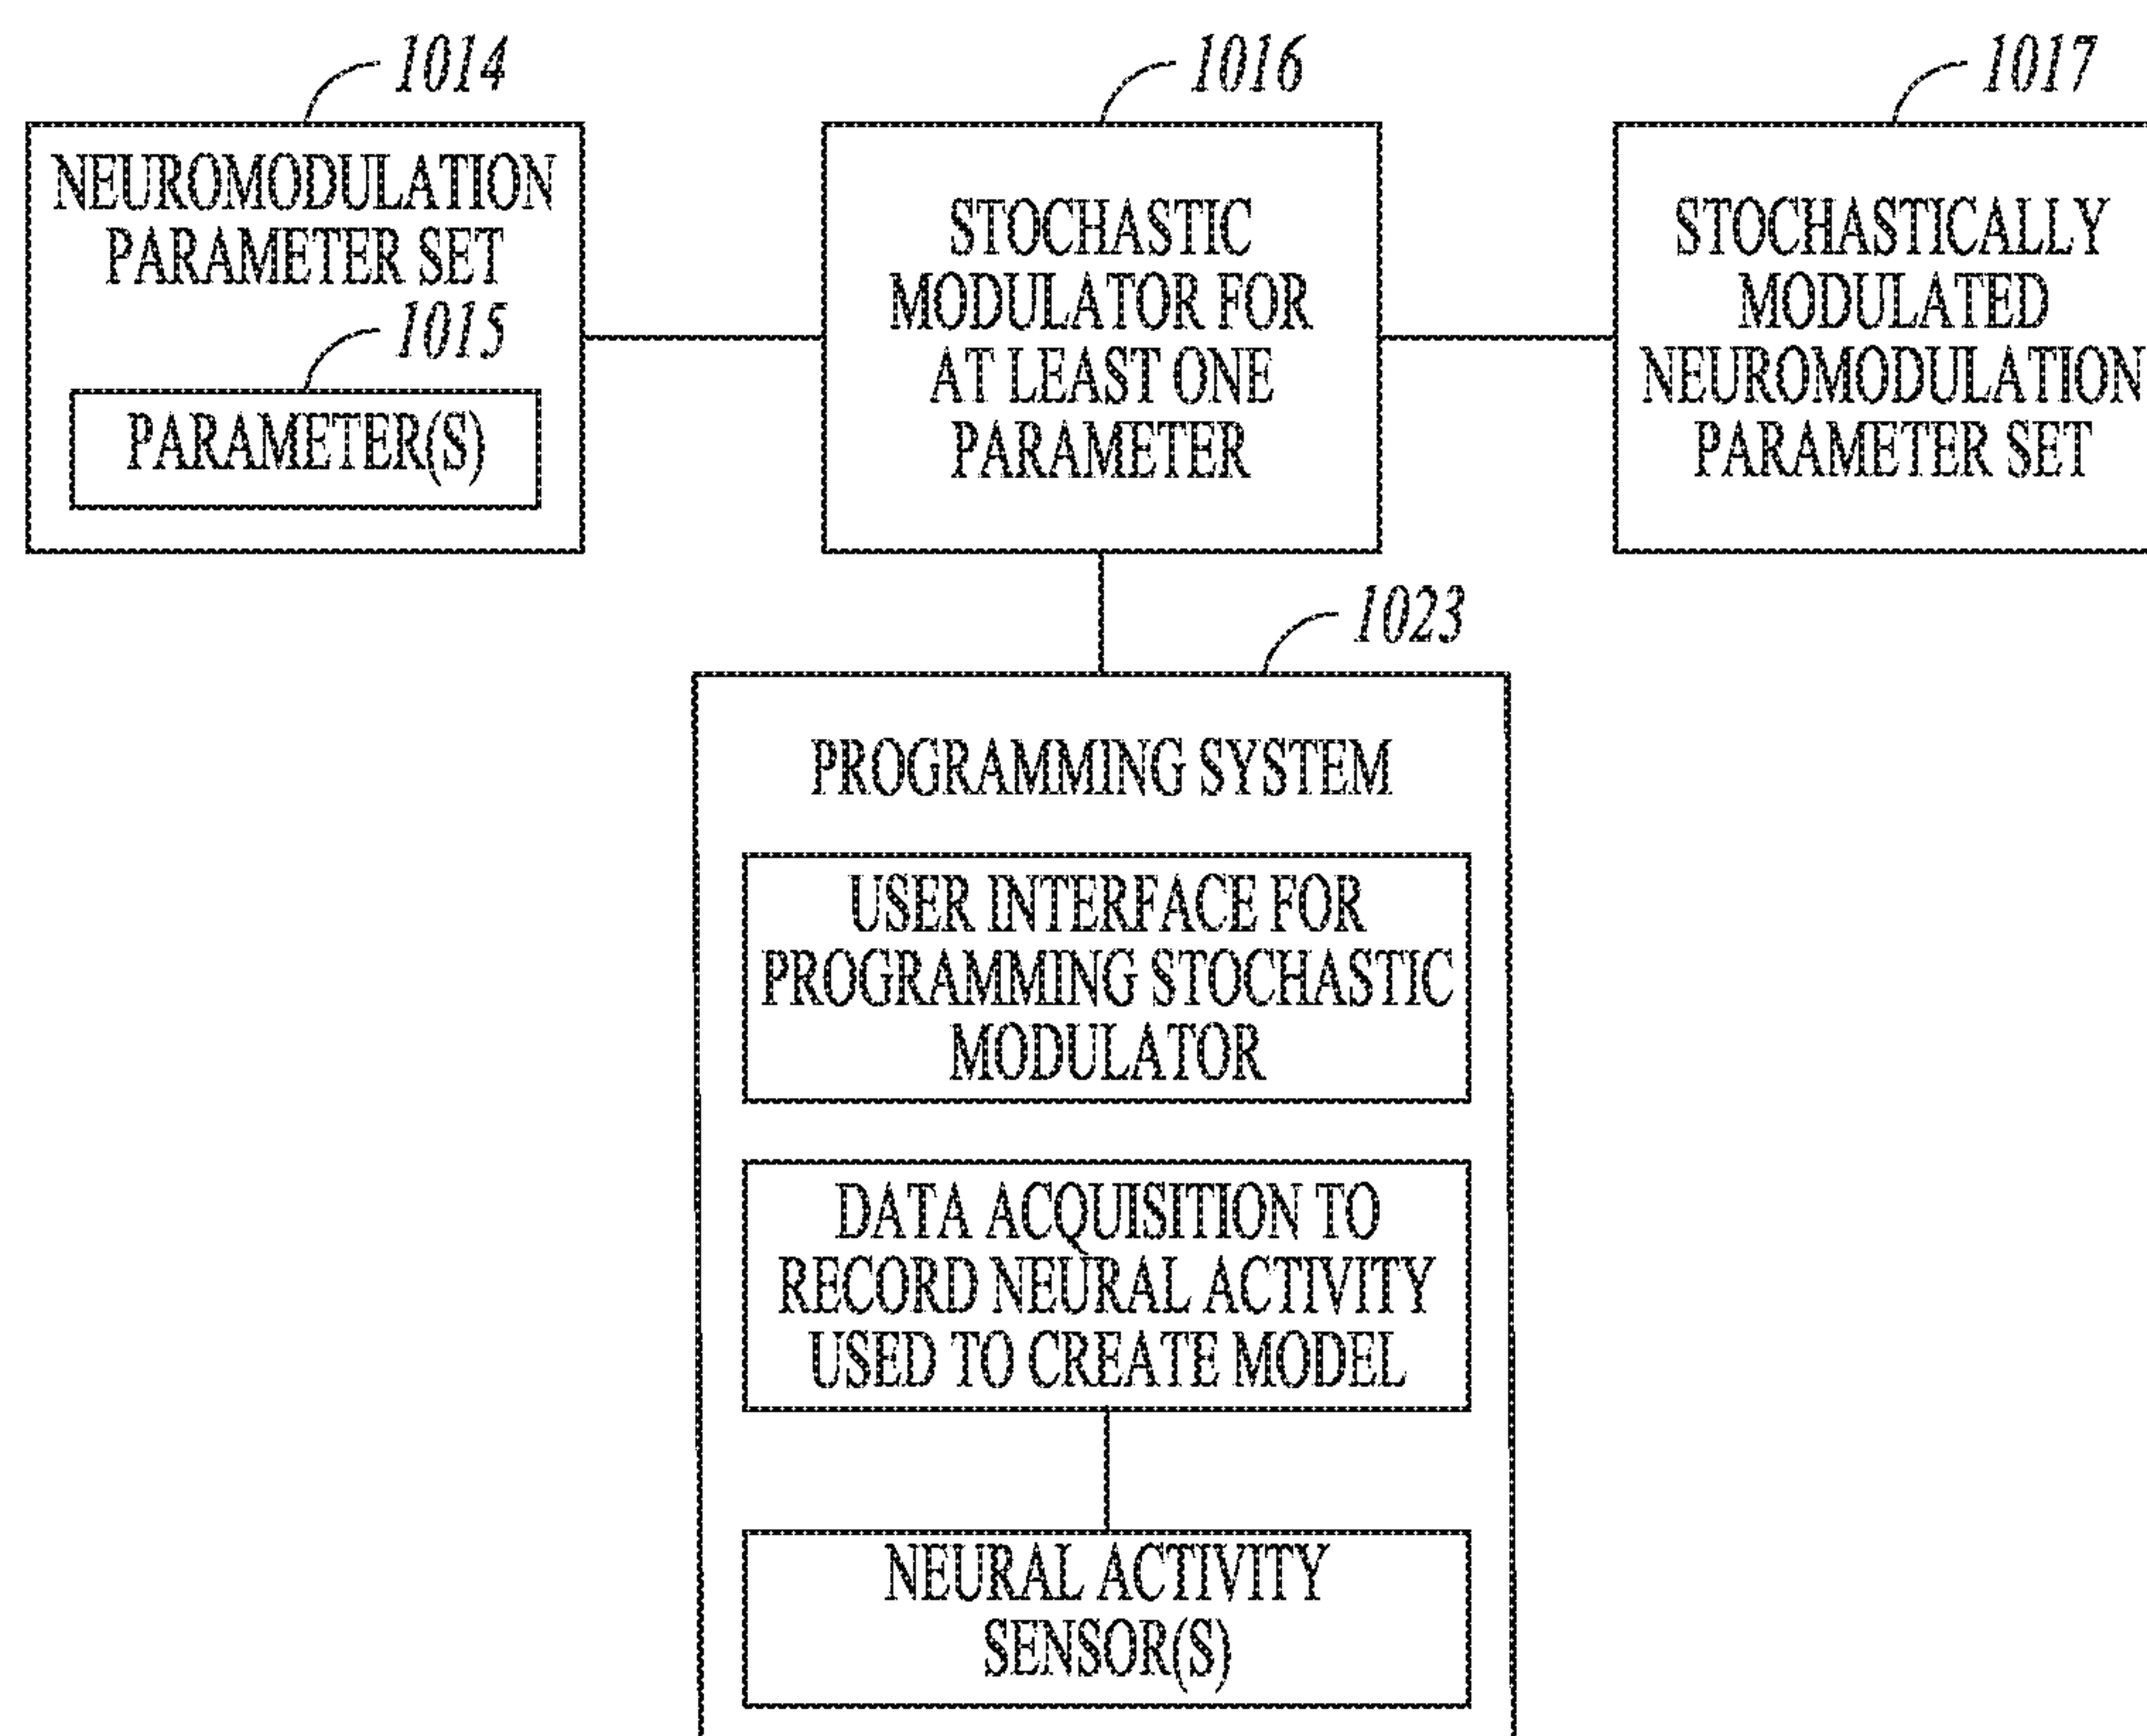 1014
NEUROMODULATION
PARAMETER SET
1015
PARAMETER(S)
1016
STOCHASTIC
MODULATOR FOR
AT LEAST ONE
PARAMETER
1017
STOCHASTICALLY
MODULATED
NEUROMODULATION
PARAMETER SET
1023
PROGRAMMING SYSTEM
USER INTERFACE FOR
PROGRAMMING STOCHASTIC
MODULATOR
DATA ACQUISITION TO
RECORD NEURAL ACTIVITY
USED TO CREATE MODEL
NEURAL ACTIVITY
SENSOR(S)